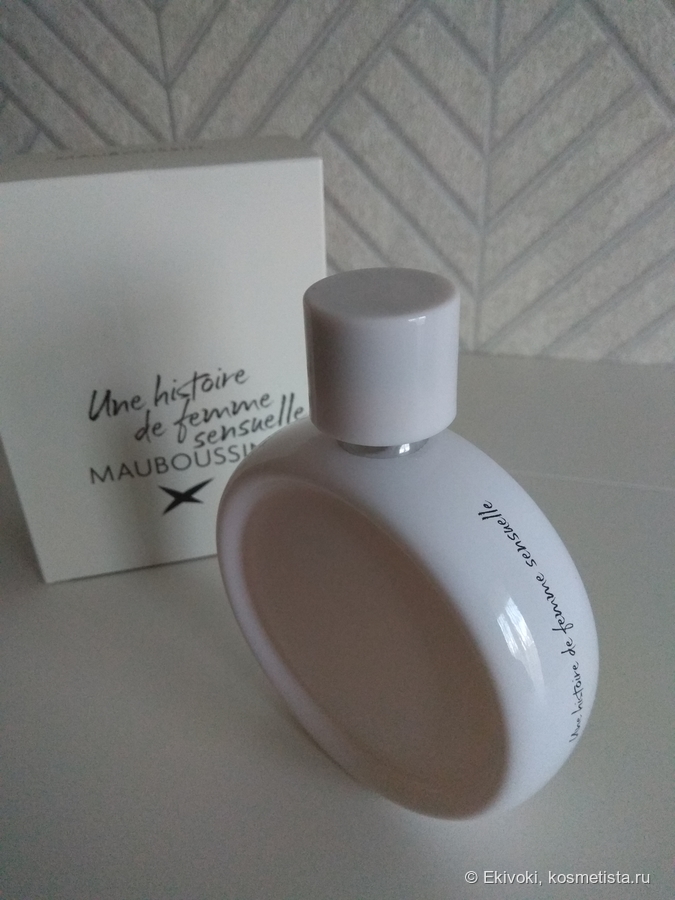 Une histoire
de femme
sensuelle
MAUBOUSSIN
Une histoire de femme sensuelle
© Ekivoki, kosmetista.ru